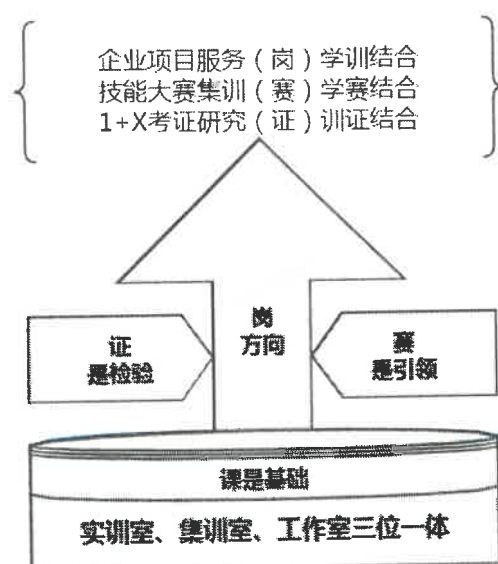 企业项目服务（岗）学训结合
技能大赛集训（赛）学赛结合
1+X考证研究（证）训证结合
岗
方向
证
是检验
赛
是引领
课是基础
实训室、集训室、工作室三位一体